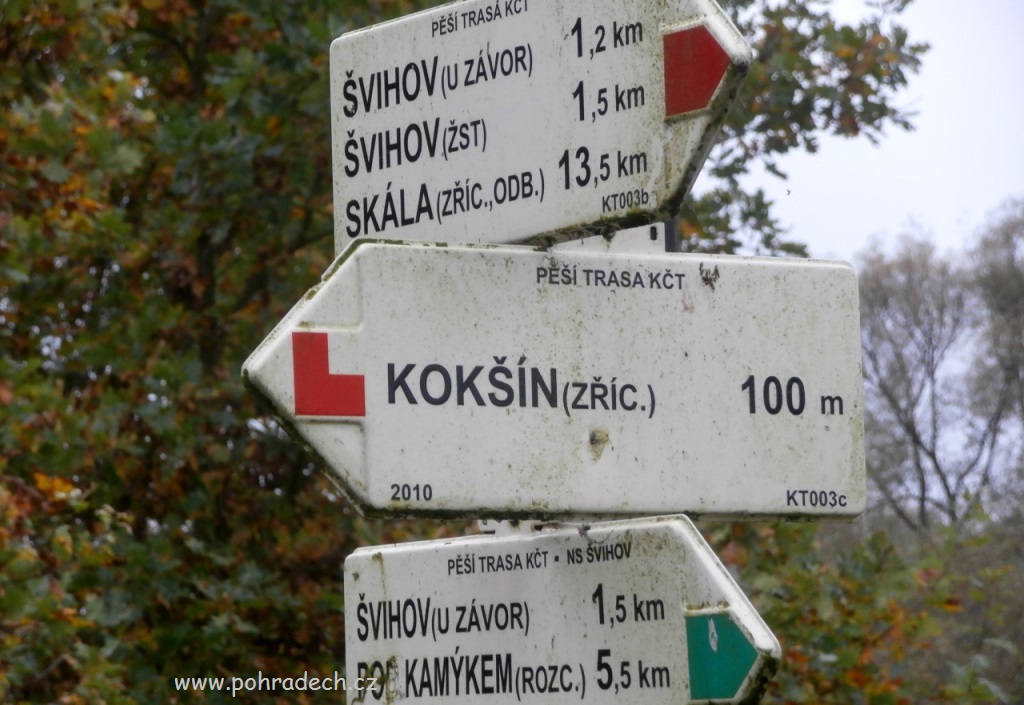 PĚŠÍ TRASA KČT
ŠVIHOV (U ZÁVOR) 1,2 km
ŠVIHOV (ŽST) 1,5 km
SKÁLA (ZŘÍC.,ODB.) 13,5 km
KT003b
PĚŠÍ TRASA KČT
KOKŠÍN (ZŘÍC.) 100 m
2010 KT003c
PĚŠÍ TRASA KČT ▪ NS ŠVIHOV
ŠVIHOV (U ZÁVOR) 1,5 km
POD KAMÝKEM (ROZC.) 5,5 km
www.pohradech.cz